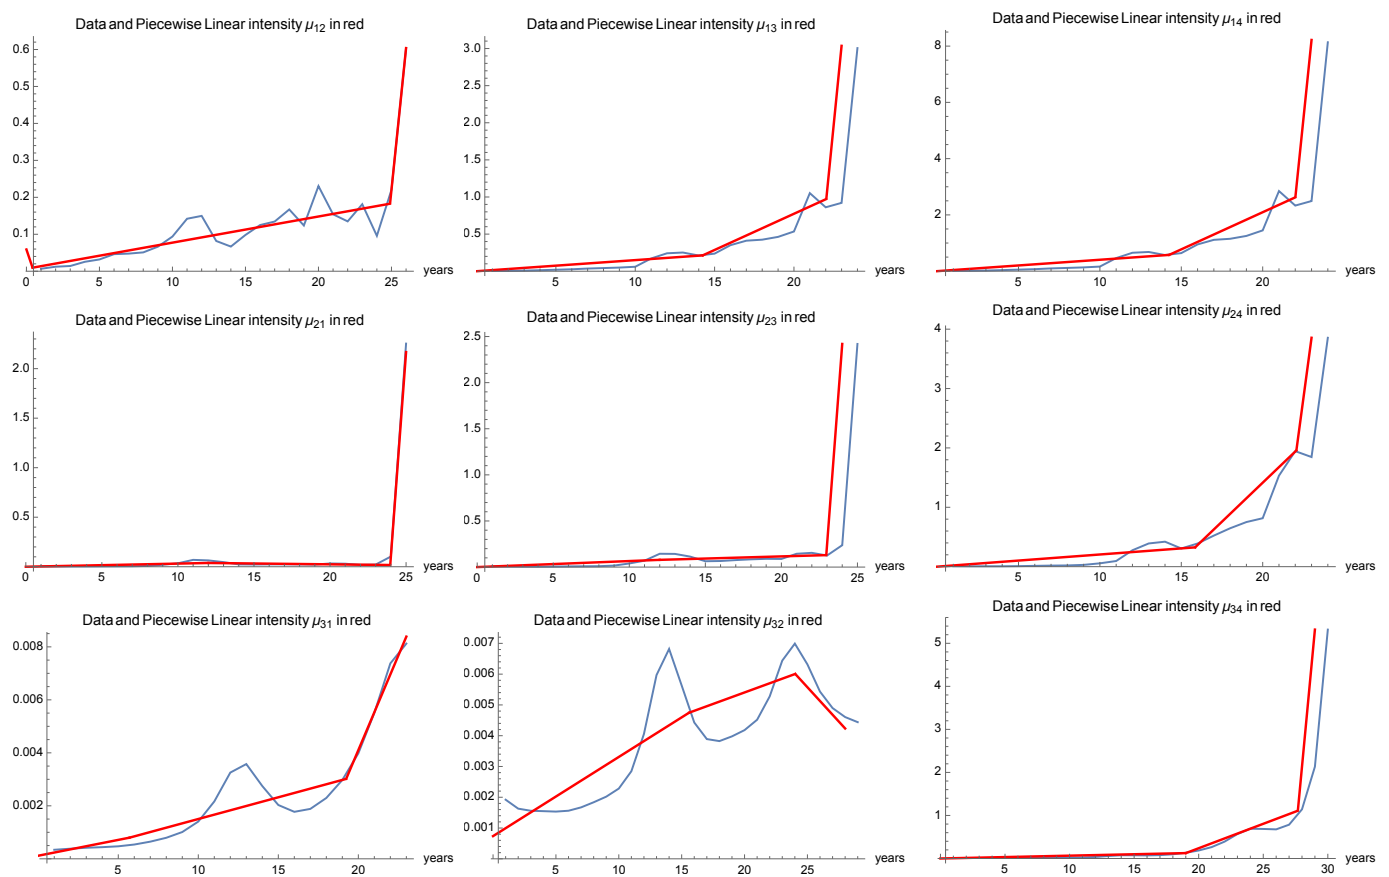 Data and Piecewise Linear intensity μ12 in red
0.6
0.5
0.4
0.3
0.2
0.1
0 5 10 15 20 25 years
Data and Piecewise Linear intensity μ13 in red
3.0
2.5
2.0
1.5
1.0
0.5
5 10 15 20 years
Data and Piecewise Linear intensity μ14 in red
8
6
4
2
5 10 15 20 years
Data and Piecewise Linear intensity μ21 in red
2.0
1.5
1.0
0.5
0 5 10 15 20 25 years
Data and Piecewise Linear intensity μ23 in red
2.5
2.0
1.5
1.0
0.5
0 5 10 15 20 25 years
Data and Piecewise Linear intensity μ24 in red
4
3
2
1
5 10 15 20 years
Data and Piecewise Linear intensity μ31 in red
0.008
0.006
0.004
0.002
5 10 15 20 years
Data and Piecewise Linear intensity μ32 in red
0.007
0.006
0.005
0.004
0.003
0.002
0.001
5 10 15 20 25 years
Data and Piecewise Linear intensity μ34 in red
5
4
3
2
1
5 10 15 20 25 30 years